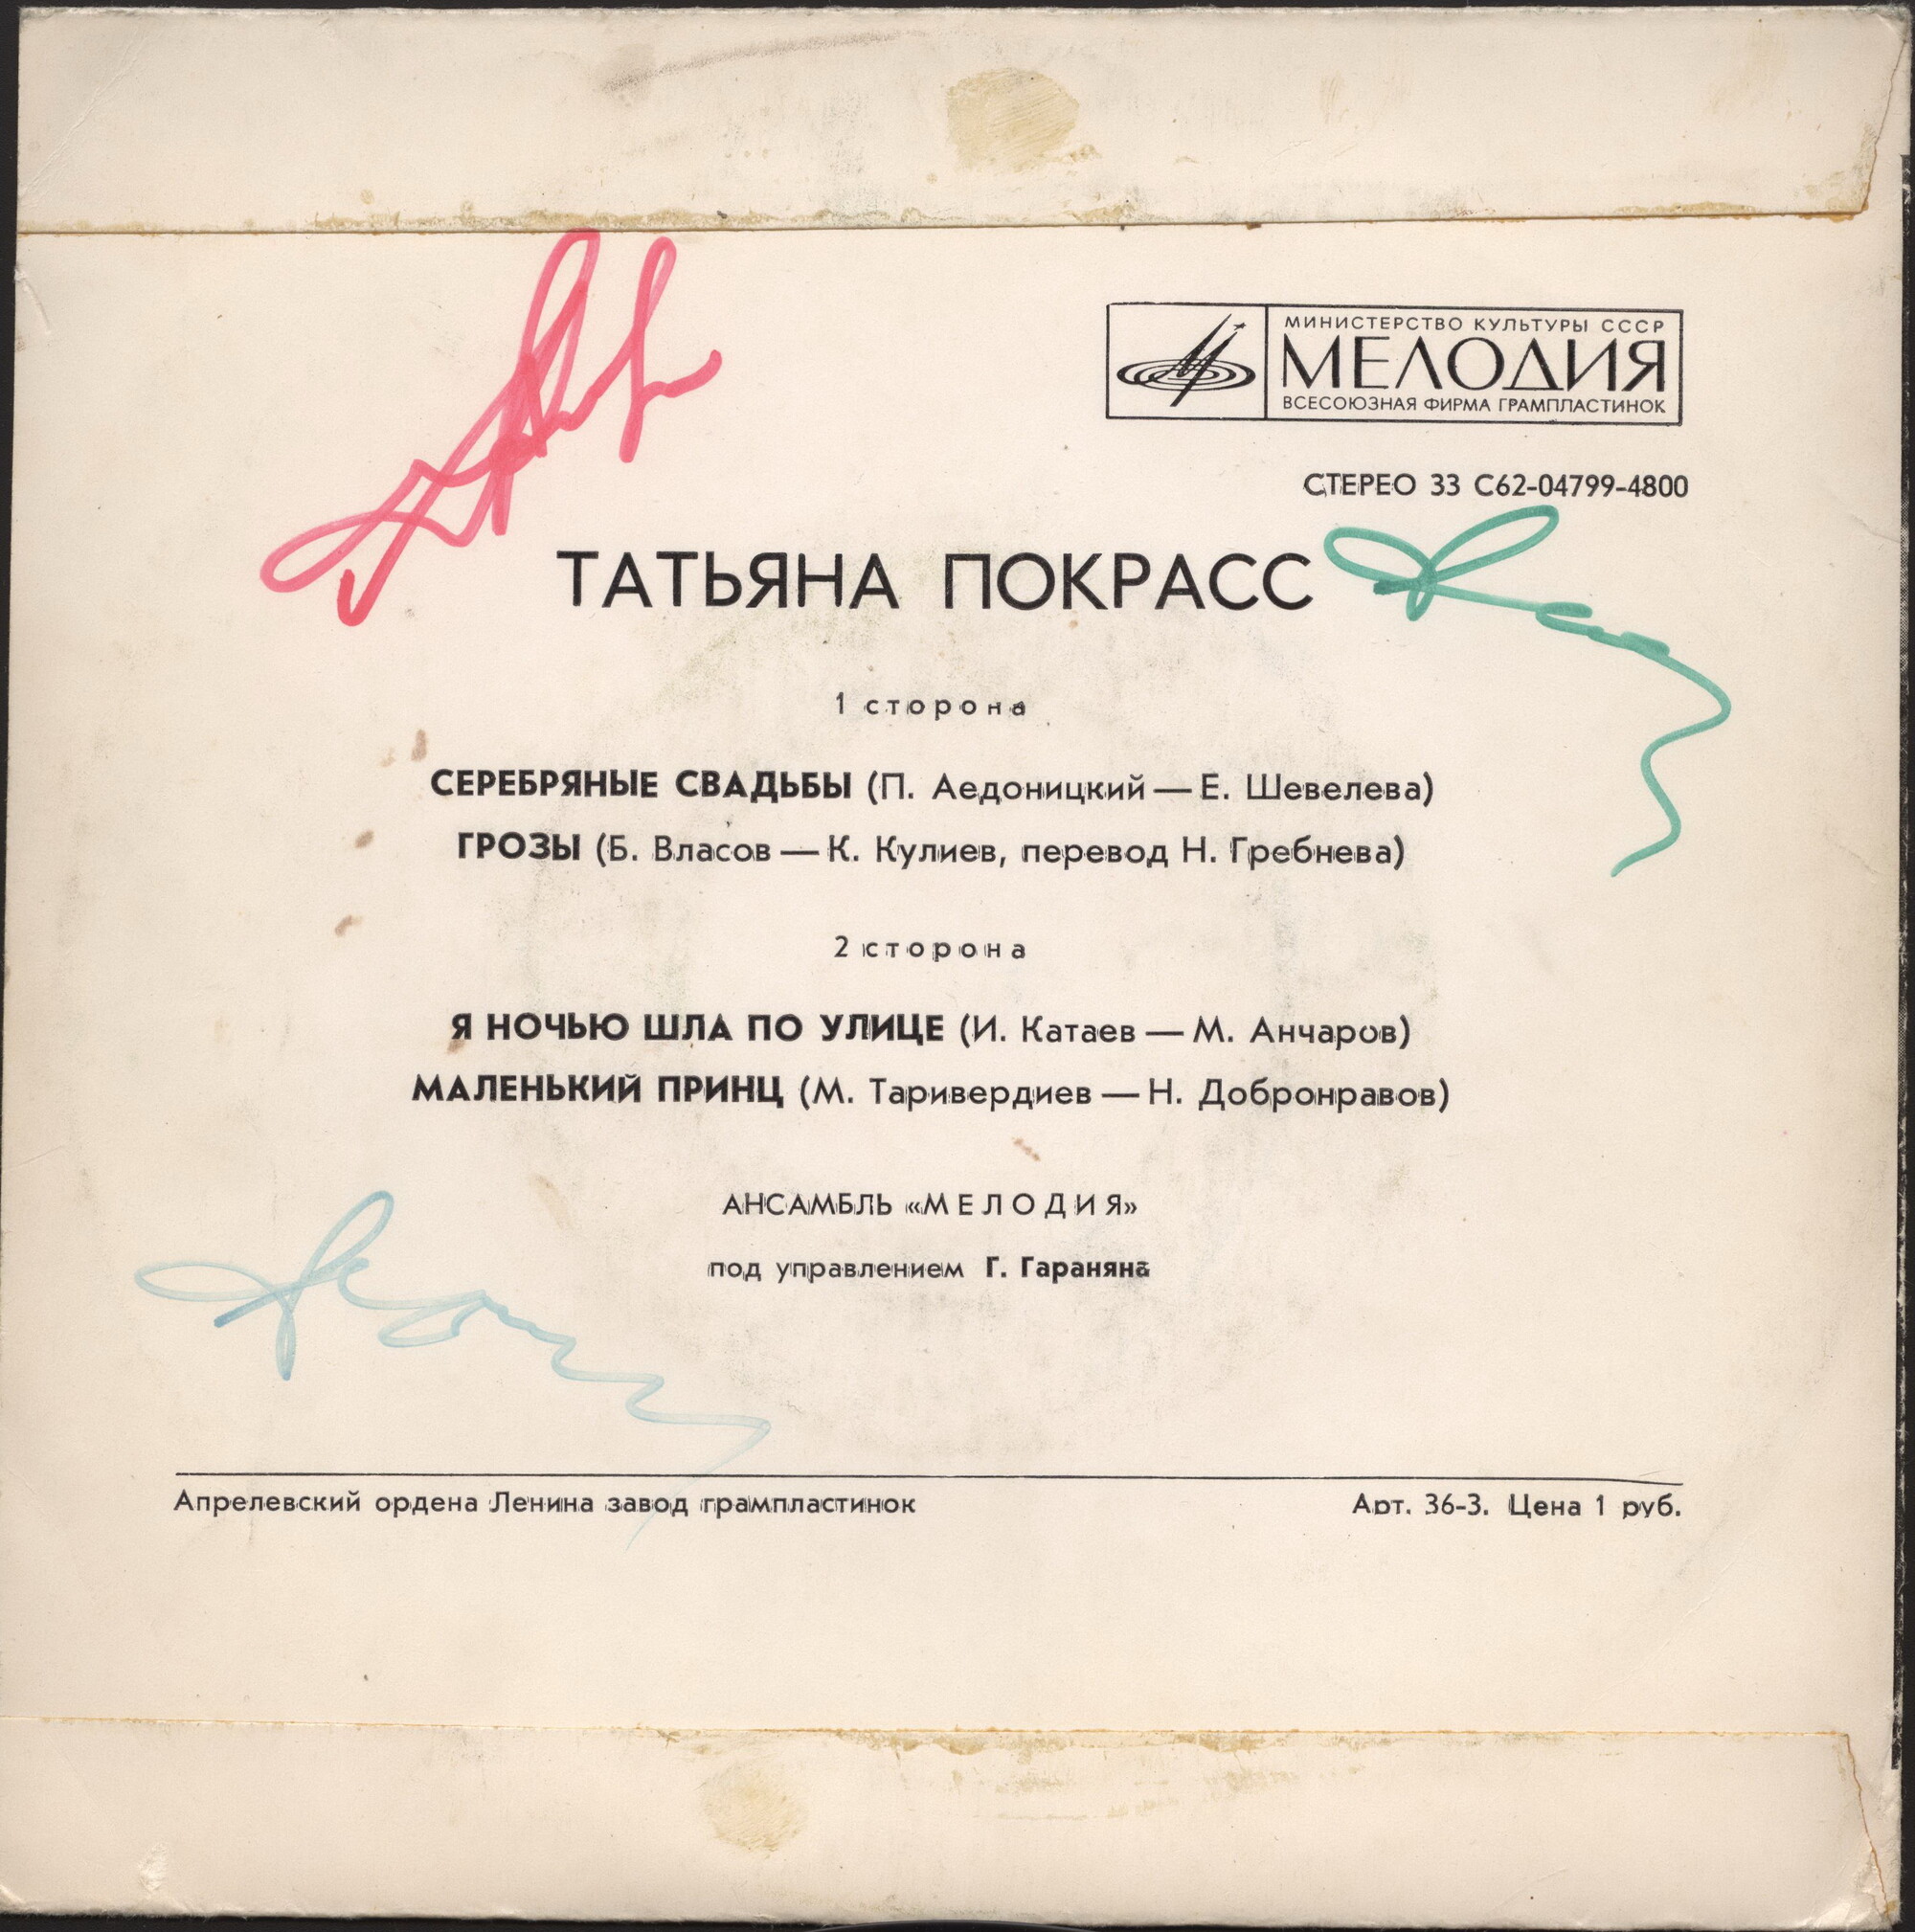 МИНИСТЕРСТВО КУЛЬТУРЫ СССР
МЕЛОДИЯ
ВСЕСОЮЗНАЯ ФИРМА ГРАМПЛАСТИНОК
СТЕРЕО 33 С62-04799-4800
ТАТЬЯНА ПОКРАСС
1 сторона
СЕРЕБРЯНЫЕ СВАДЬБЫ (П. Аедоницкий — Е. Шевелева)
ГРОЗЫ (Б. Власов — К. Кулиев, перевод Н. Гребнева)
2 сторона
Я НОЧЬЮ ШЛА ПО УЛИЦЕ (И. Катаев — М. Анчаров)
МАЛЕНЬКИЙ ПРИНЦ (М. Таривердиев — Н. Добронравов)
АНСАМБЛЬ «МЕЛОДИЯ»
под управлением Г. Гараняна
Апрелевский ордена Ленина завод грампластинок
Арт. 36-3. Цена 1 руб.